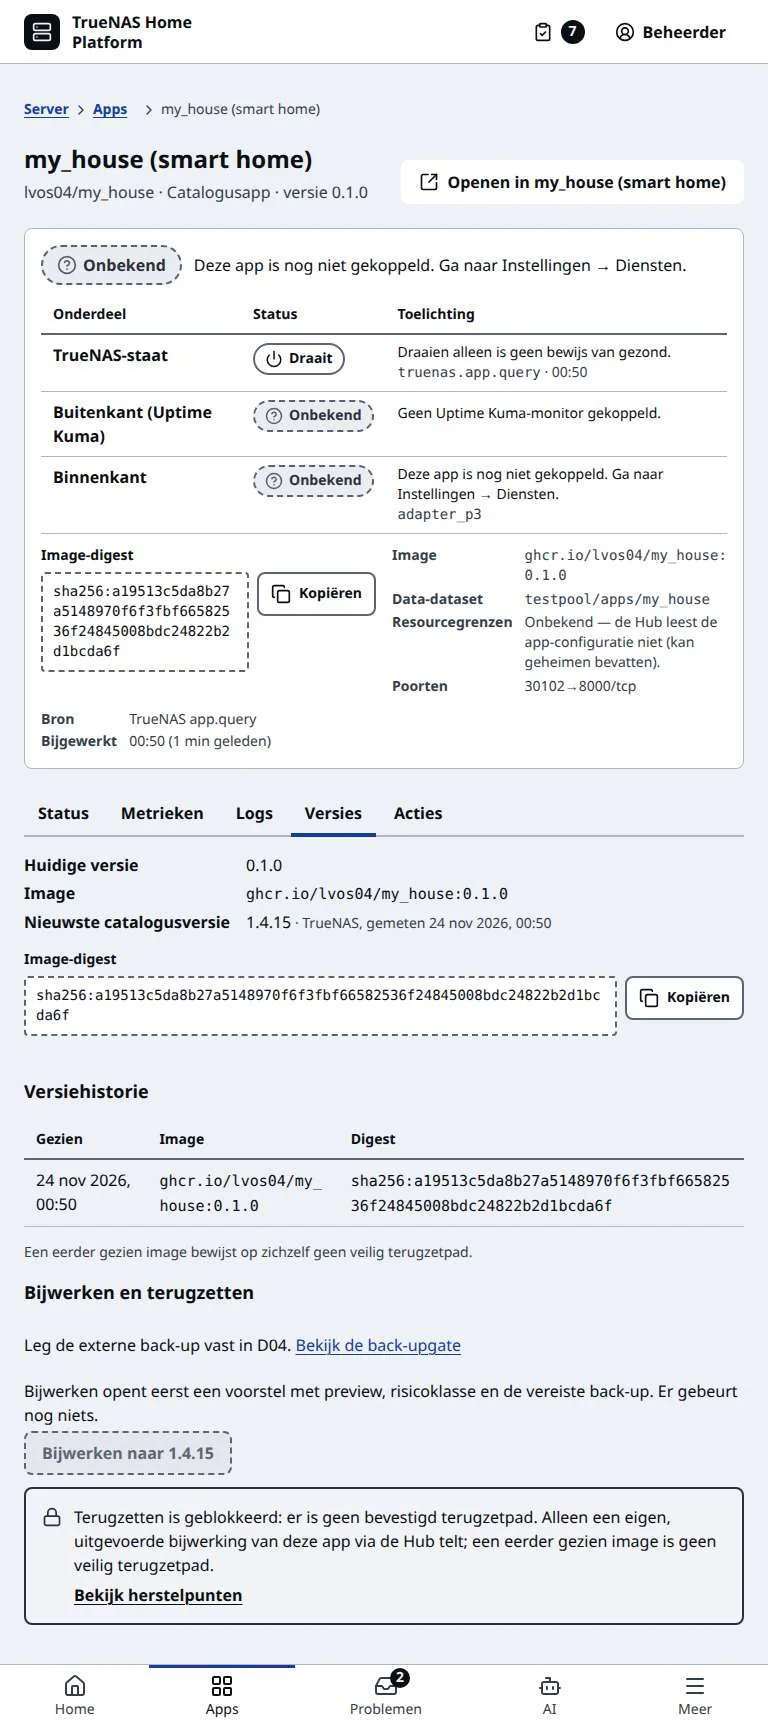 TrueNAS Home
Platform
7
Beheerder
Server > Apps > my_house (smart home)
my_house (smart home)
lvos04/my_house · Catalogusapp · versie 0.1.0
Openen in my_house (smart home)
Onbekend
Deze app is nog niet gekoppeld. Ga naar Instellingen → Diensten.
Onderdeel Status Toelichting
TrueNAS-staat
Draait
Draaien alleen is geen bewijs van gezond.
truenas.app.query · 00:50
Buitenkant (Uptime
Kuma)
Onbekend
Geen Uptime Kuma-monitor gekoppeld.
Binnenkant
Onbekend
Deze app is nog niet gekoppeld. Ga naar
Instellingen → Diensten.
adapter_p3
Image-digest
sha256:a19513c5da8b27
a5148970f6f3fbf665825
36f24845008bdc24822b2
d1bcda6f
Kopiëren
Image
ghcr.io/lvos04/my_house:
0.1.0
Data-dataset
testpool/apps/my_house
Resourcegrenzen
Onbekend — de Hub leest de
app-configuratie niet (kan
geheimen bevatten).
Poorten
30102→8000/tcp
Bron TrueNAS app.query
Bijgewerkt 00:50 (1 min geleden)
Status Metrieken Logs Versies Acties
Huidige versie 0.1.0
Image ghcr.io/lvos04/my_house:0.1.0
Nieuwste catalogusversie 1.4.15 · TrueNAS, gemeten 24 nov 2026, 00:50
Image-digest
sha256:a19513c5da8b27a5148970f6f3fbf66582536f24845008bdc24822b2d1bc
da6f
Kopiëren
Versiehistorie
Gezien Image Digest
24 nov 2026,
00:50
ghcr.io/lvos04/my_
house:0.1.0
sha256:a19513c5da8b27a5148970f6f3fbf665825
36f24845008bdc24822b2d1bcda6f
Een eerder gezien image bewijst op zichzelf geen veilig terugzetpad.
Bijwerken en terugzetten
Leg de externe back-up vast in D04. Bekijk de back-upgate
Bijwerken opent eerst een voorstel met preview, risicoklasse en de vereiste back-up. Er gebeurt
nog niets.
Bijwerken naar 1.4.15
Terugzetten is geblokkeerd: er is geen bevestigd terugzetpad. Alleen een eigen,
uitgevoerde bijwerking van deze app via de Hub telt; een eerder gezien image is geen
veilig terugzetpad.
Bekijk herstelpunten
2
Home Apps Problemen AI Meer